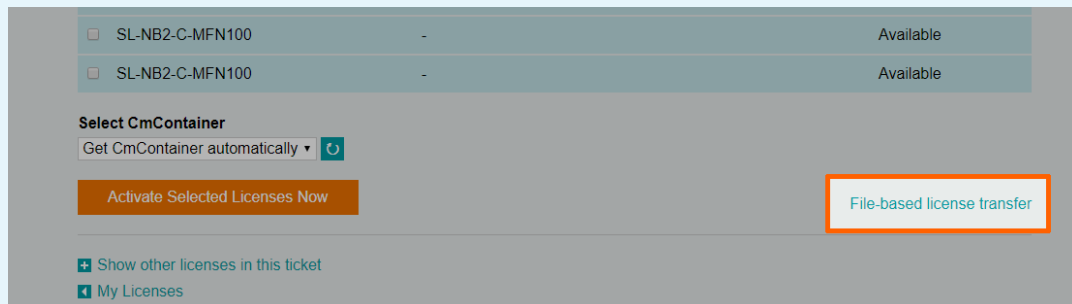 SL-NB2-C-MFN100 - Available
SL-NB2-C-MFN100 - Available
Select CmContainer
Get CmContainer automatically
Activate Selected Licenses Now
File-based license transfer
Show other licenses in this ticket
My Licenses